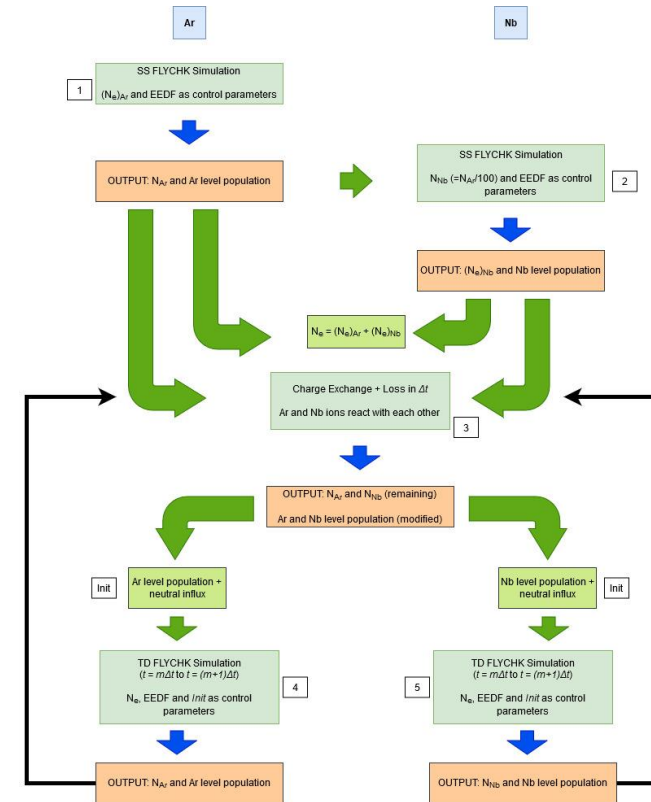 Ar
Nb
SS FLYCHK Simulation
(Nₑ)Ar and EEDF as control parameters
1
OUTPUT: NAr and Ar level population
SS FLYCHK Simulation
NNb (=NAr/100) and EEDF as control
parameters
2
OUTPUT: (Nₑ)Nb and Nb level population
Nₑ = (Nₑ)Ar + (Nₑ)Nb
Charge Exchange + Loss in Δt
Ar and Nb ions react with each other
3
OUTPUT: NAr and NNb (remaining)
Ar and Nb level population (modified)
Init
Ar level population +
neutral influx
Nb level population +
neutral influx
Init
TD FLYCHK Simulation
(t = mΔt to t = (m+1)Δt)
Nₑ, EEDF and Init as control
parameters
4
5
TD FLYCHK Simulation
(t = mΔt to t = (m+1)Δt)
Nₑ, EEDF and Init as control
parameters
OUTPUT: NAr and Ar level population
OUTPUT: NNb and Nb level population